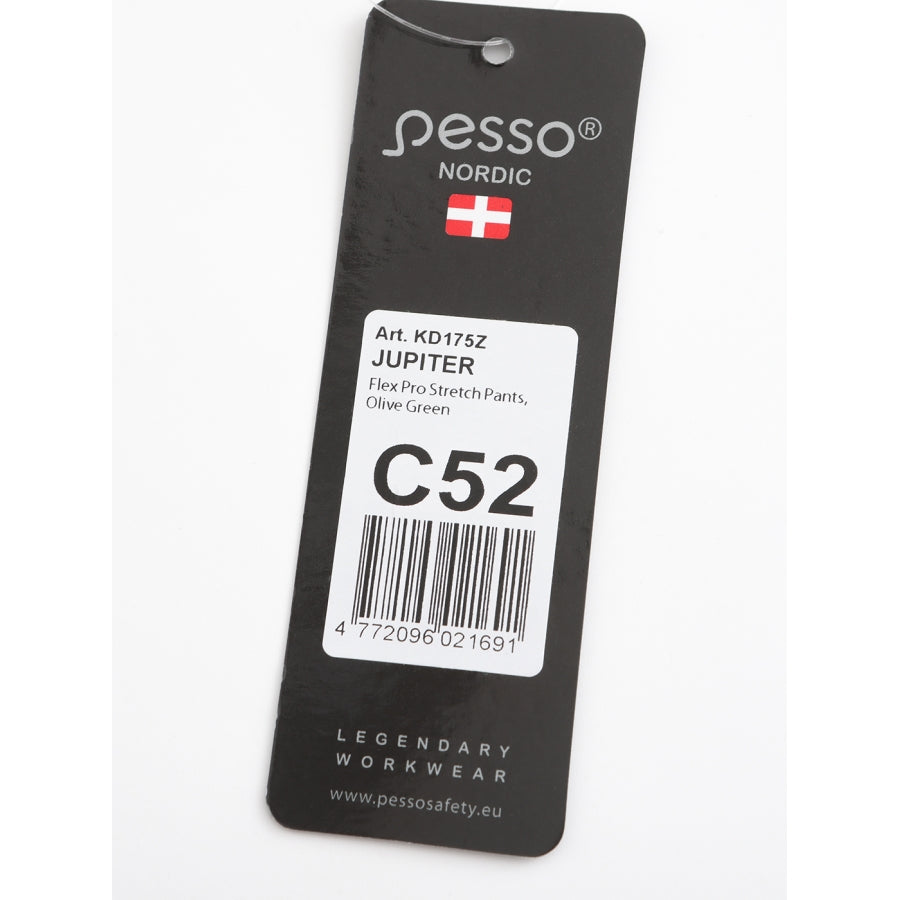 pesso®
NORDIC
Art. KD175Z
JUPITER
Flex Pro Stretch Pants,
Olive Green
C52
4 772096 021691
LEGENDARY
WORKWEAR
www.pessosafety.eu